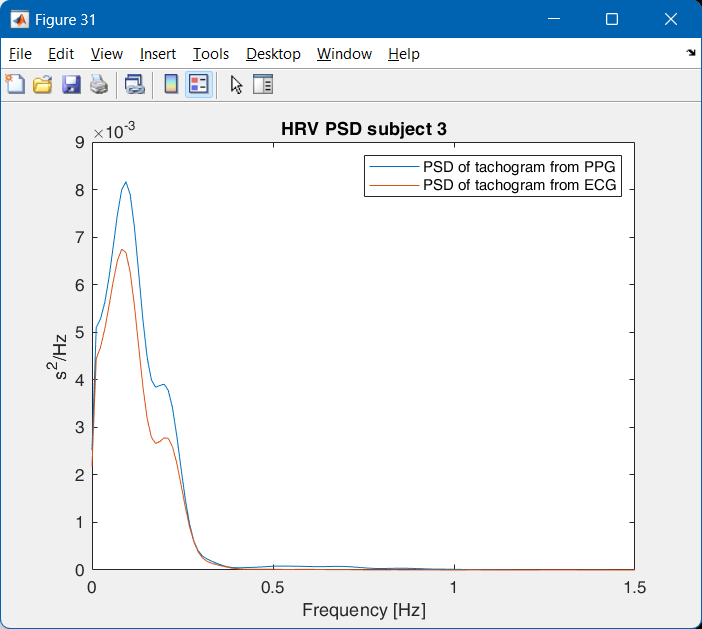 Figure 31
File Edit View Insert Tools Desktop Window Help
×10-3
HRV PSD subject 3
PSD of tachogram from PPG
PSD of tachogram from ECG
9
8
7
6
5
4
3
2
1
0
s2/Hz
0 0.5 1 1.5
Frequency [Hz]